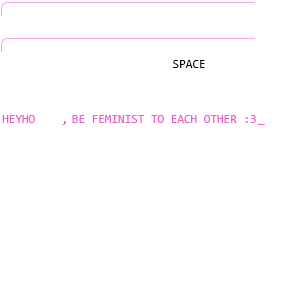 SPACE
HEYHO    , BE FEMINIST TO EACH OTHER :3_